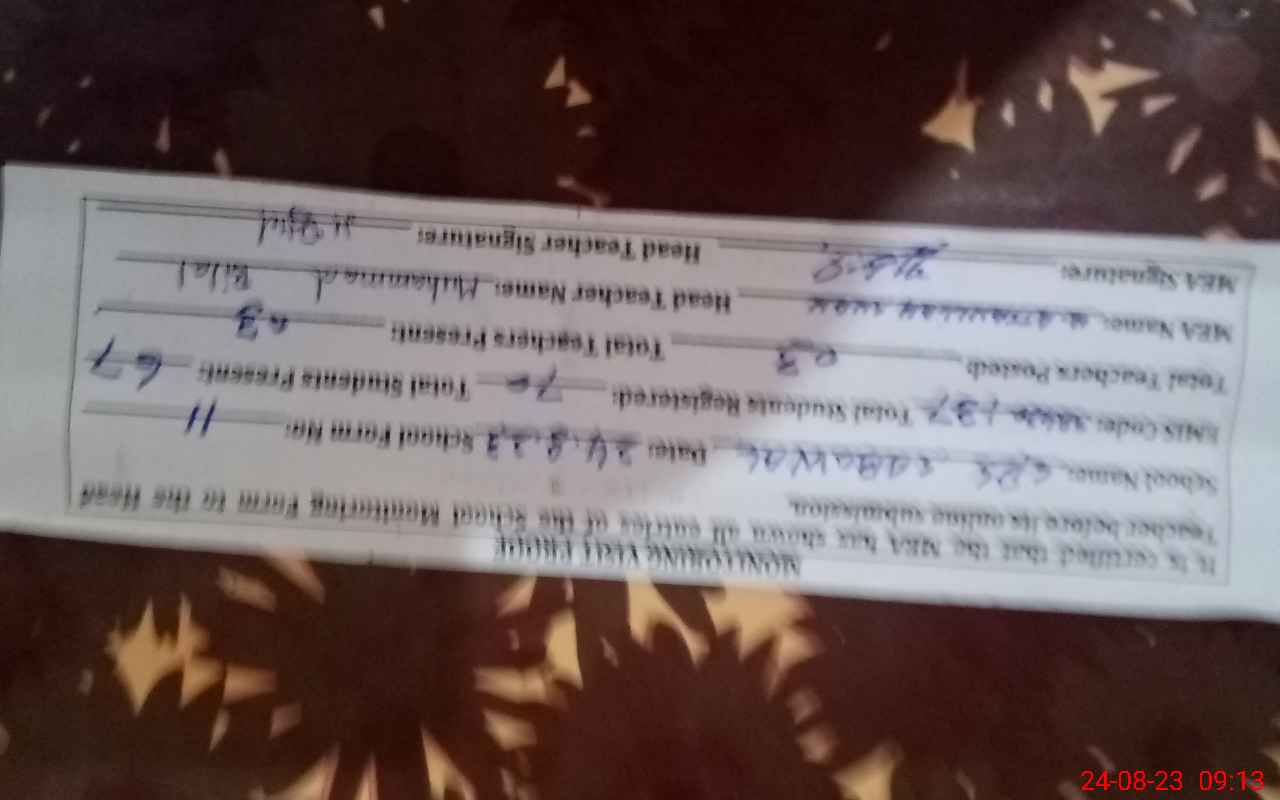 MONITORING VISIT PROOF
It is certified that the MEA has shown all entries of the School Monitoring Form to the Head
Teacher before its online submission.
School Name: GPS Date: 24.8.23 School Form No: 11
EMIS Code: Total Students Registered: 70 Total Students Present: 67
Total Teachers Posted: 03 Total Teachers Present: 03
MEA Name: Head Teacher Name: Muhammad Bilal
MEA Signature: Head Teacher Signature:
24-08-23 09:13